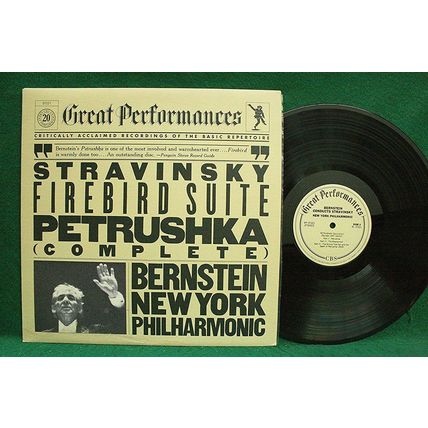 20
Great Performances
CRITICALLY ACCLAIMED RECORDINGS OF THE BASIC REPERTOIRE
"Bernstein's Petrushka is one of the most involved and warmhearted ever.... Firebird
is warmly done too.... An outstanding disc. —Penguin Stereo Record Guide"
STRAVINSKY
FIREBIRD SUITE
PETRUSHKA
(COMPLETE)
BERNSTEIN
NEW YORK
PHILHARMONIC
Great Performances
BERNSTEIN
CONDUCTS STRAVINSKY
NEW YORK PHILHARMONIC
CBS